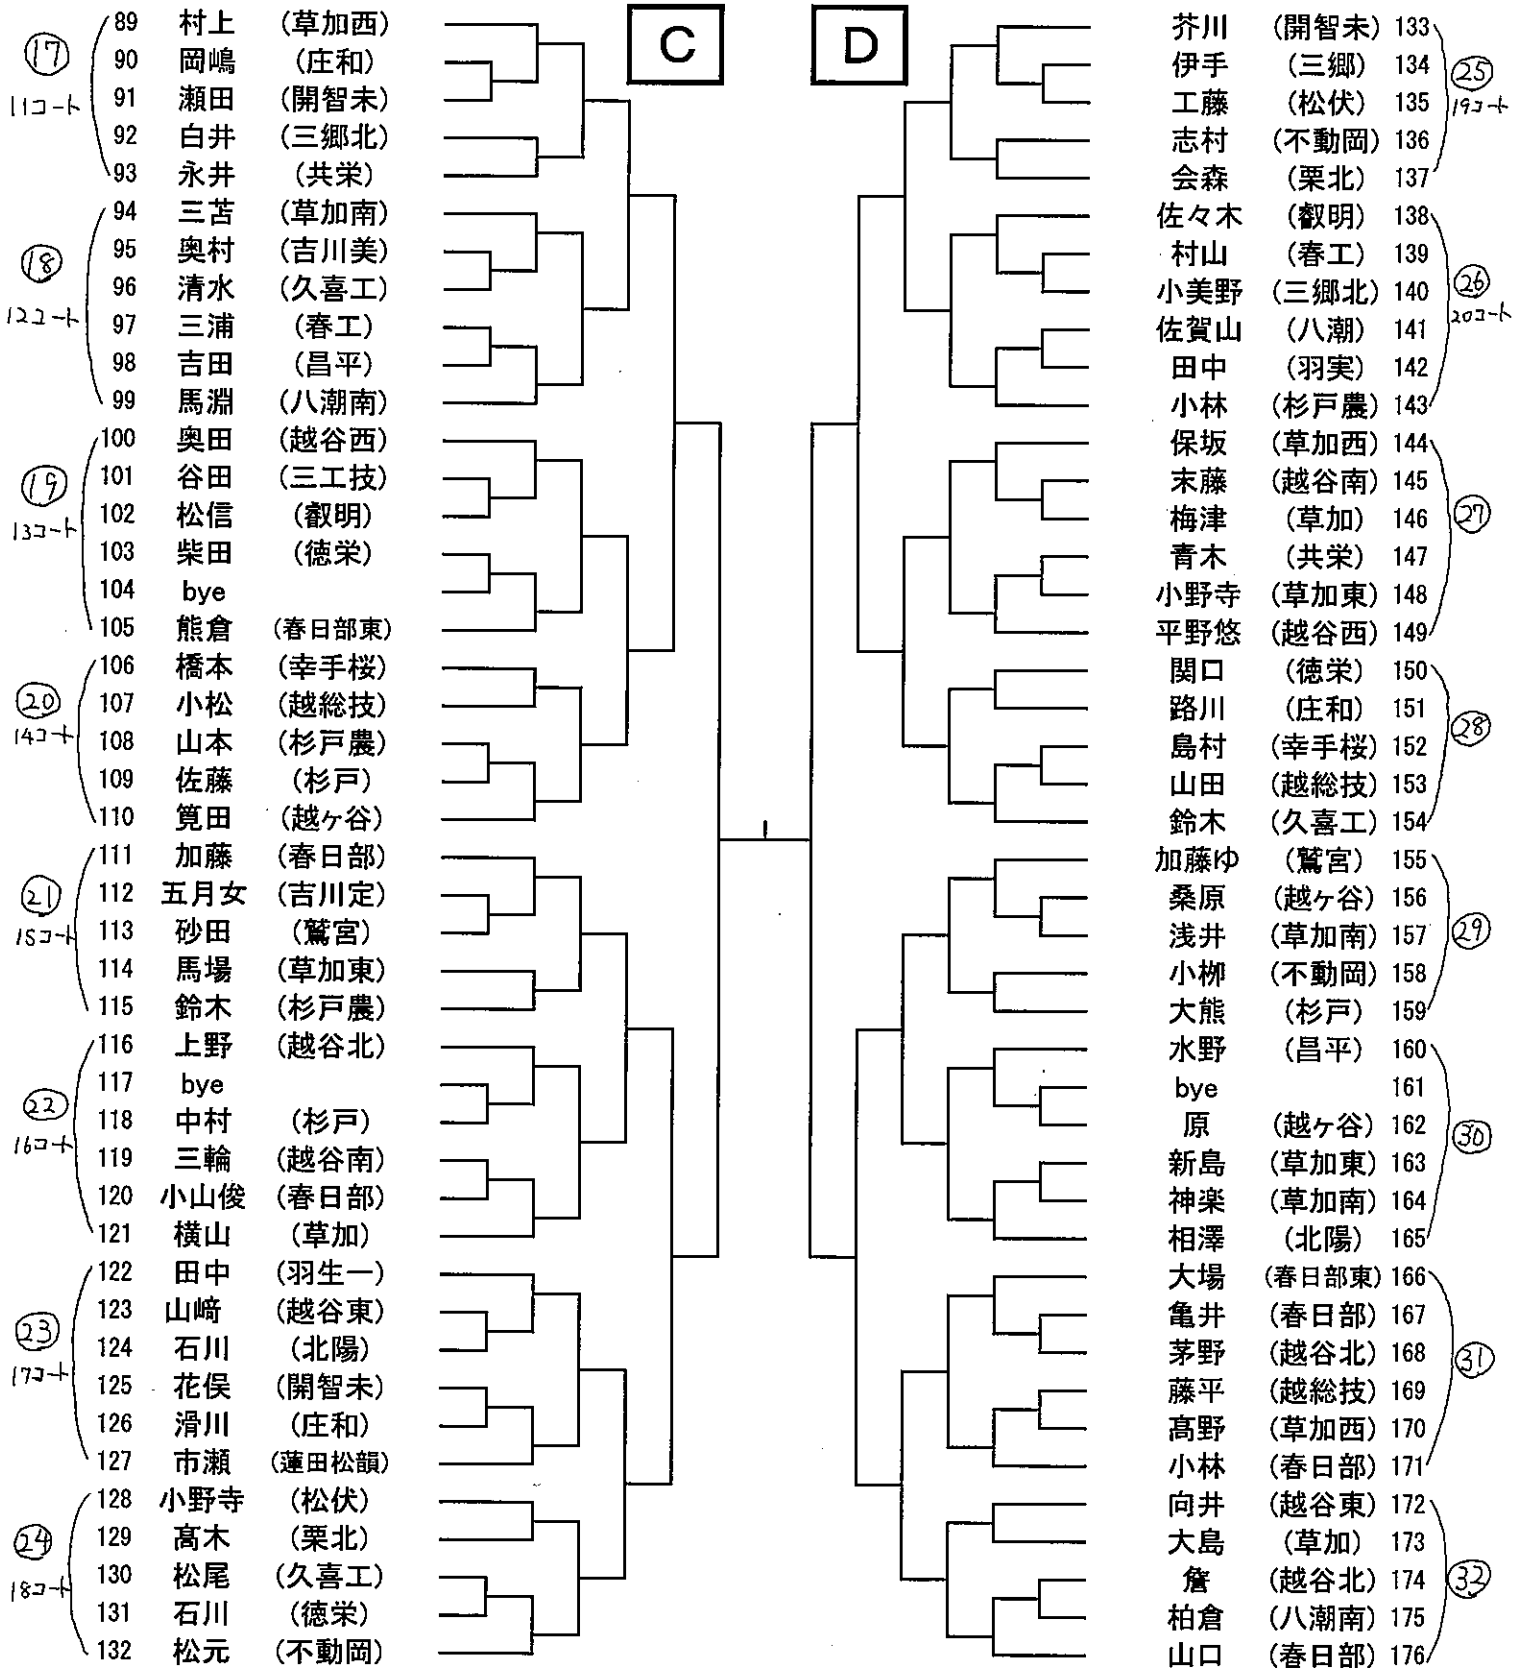 C
D
⑰
11コート
89 村上 (草加西)
90 岡嶋 (庄和)
91 瀬田 (開智未)
92 白井 (三郷北)
93 永井 (共栄)
⑱
12コート
94 三苫 (草加南)
95 奥村 (吉川美)
96 清水 (久喜工)
97 三浦 (春工)
98 吉田 (昌平)
99 馬淵 (八潮南)
⑲
13コート
100 奥田 (越谷西)
101 谷田 (三工技)
102 松信 (叡明)
103 柴田 (徳栄)
104 bye
105 熊倉 (春日部東)
⑳
14コート
106 橋本 (幸手桜)
107 小松 (越総技)
108 山本 (杉戸農)
109 佐藤 (杉戸)
110 筧田 (越ヶ谷)
㉑
15コート
111 加藤 (春日部)
112 五月女 (吉川定)
113 砂田 (鷲宮)
114 馬場 (草加東)
115 鈴木 (杉戸農)
㉒
16コート
116 上野 (越谷北)
117 bye
118 中村 (杉戸)
119 三輪 (越谷南)
120 小山俊 (春日部)
121 横山 (草加)
㉓
17コート
122 田中 (羽生一)
123 山﨑 (越谷東)
124 石川 (北陽)
125 花俣 (開智未)
126 滑川 (庄和)
127 市瀬 (蓮田松韻)
㉔
18コート
128 小野寺 (松伏)
129 髙木 (栗北)
130 松尾 (久喜工)
131 石川 (徳栄)
132 松元 (不動岡)
芥川 (開智未) 133
伊手 (三郷) 134
工藤 (松伏) 135
志村 (不動岡) 136
会森 (栗北) 137
㉕
19コート
佐々木 (叡明) 138
村山 (春工) 139
小美野 (三郷北) 140
佐賀山 (八潮) 141
田中 (羽実) 142
小林 (杉戸農) 143
㉖
20コート
保坂 (草加西) 144
末藤 (越谷南) 145
梅津 (草加) 146
青木 (共栄) 147
小野寺 (草加東) 148
平野悠 (越谷西) 149
㉗
関口 (徳栄) 150
路川 (庄和) 151
島村 (幸手桜) 152
山田 (越総技) 153
鈴木 (久喜工) 154
㉘
加藤ゆ (鷲宮) 155
桑原 (越ヶ谷) 156
浅井 (草加南) 157
小栁 (不動岡) 158
大熊 (杉戸) 159
㉙
水野 (昌平) 160
bye 161
原 (越ヶ谷) 162
新島 (草加東) 163
神楽 (草加南) 164
相澤 (北陽) 165
㉚
大場 (春日部東) 166
亀井 (春日部) 167
茅野 (越谷北) 168
藤平 (越総技) 169
髙野 (草加西) 170
小林 (春日部) 171
㉛
向井 (越谷東) 172
大島 (草加) 173
詹 (越谷北) 174
柏倉 (八潮南) 175
山口 (春日部) 176
㉜